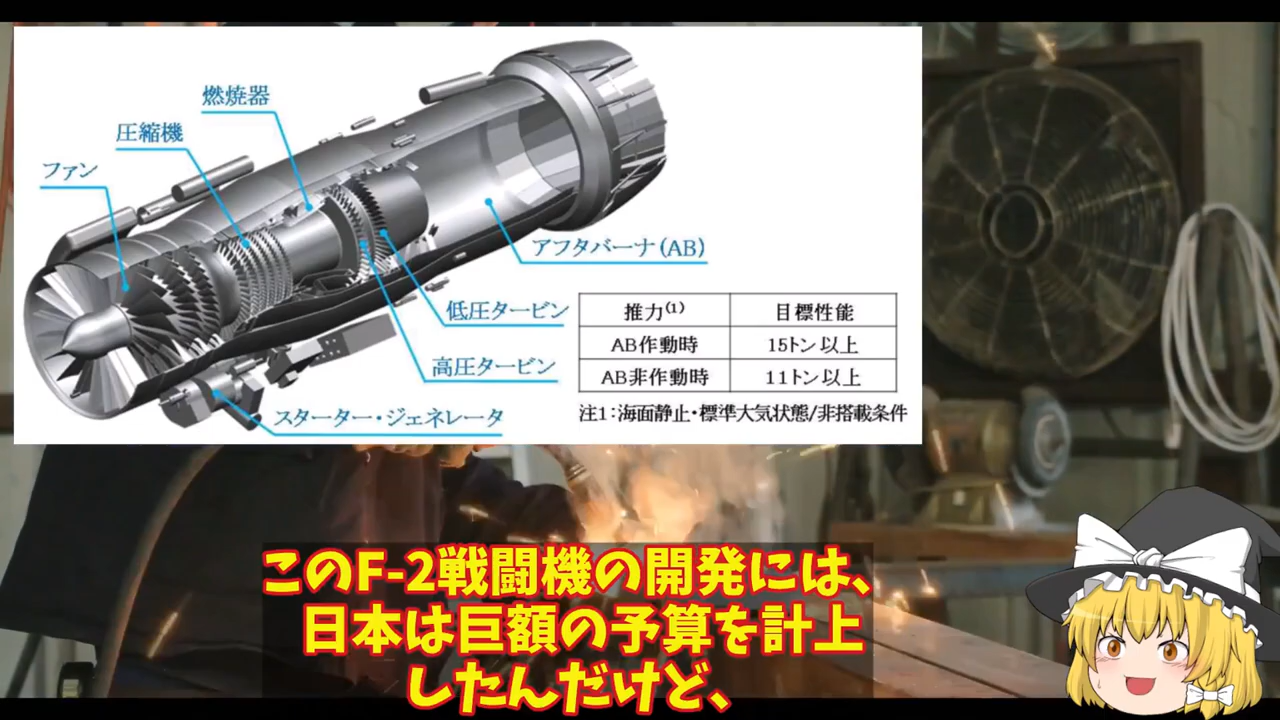 燃焼器
圧縮機
ファン
アフタバーナ(AB)
低圧タービン
高圧タービン
スターター・ジェネレータ
推力(1) 目標性能
AB作動時 15トン以上
AB非作動時 11トン以上
注1:海面静止・標準大気状態/非搭載条件
このF-2戦闘機の開発には、
日本は巨額の予算を計上
したんだけど、